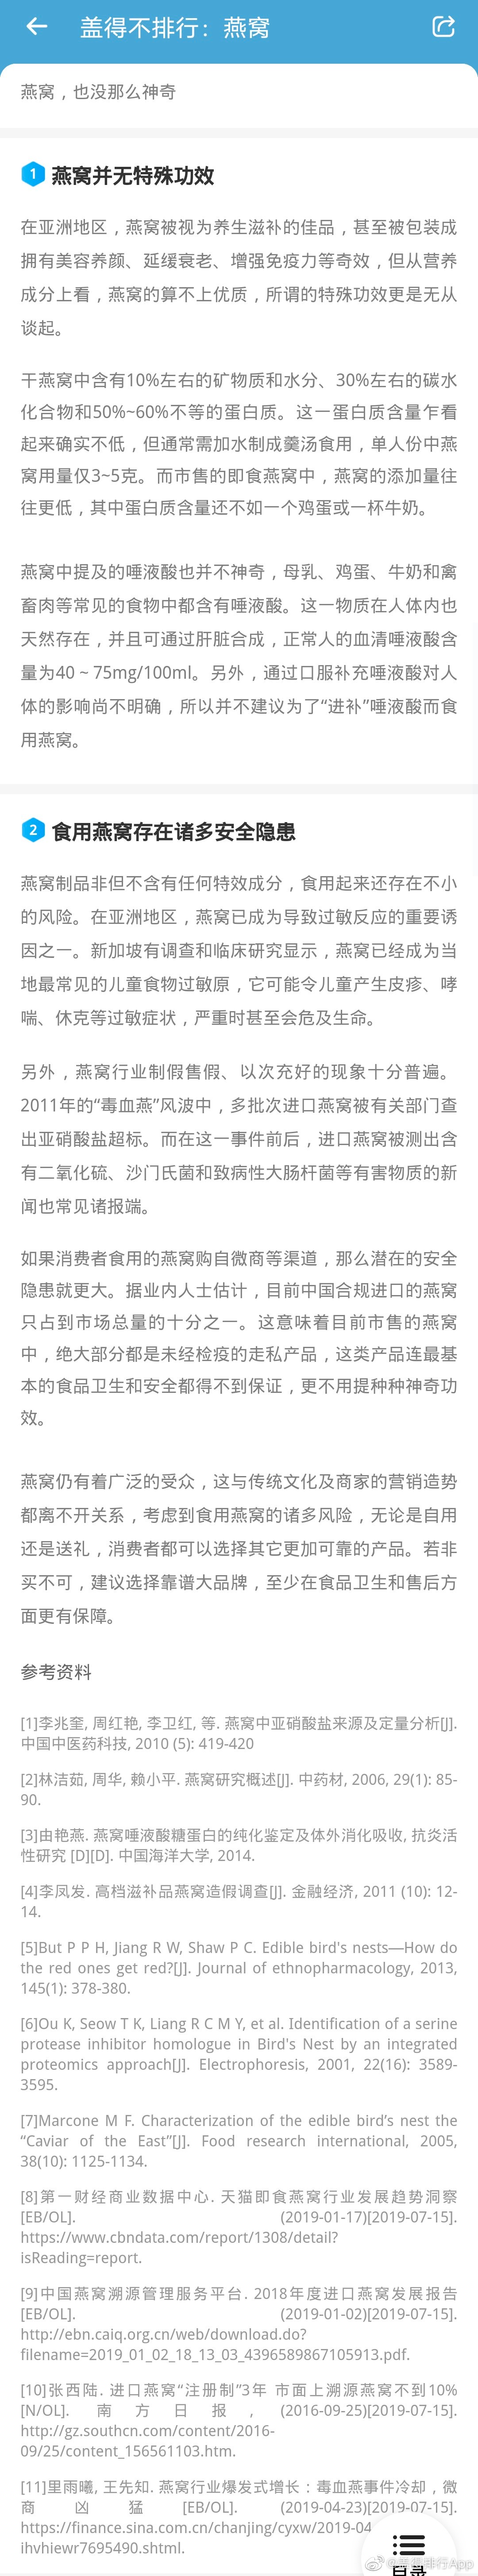 盖得不排行：燕窝
燕窝，也没那么神奇
1 燕窝并无特殊功效
在亚洲地区，燕窝被视为养生滋补的佳品，甚至被包装成
拥有美容养颜、延缓衰老、增强免疫力等奇效，但从营养
成分上看，燕窝的算不上优质，所谓的特殊功效更是无从
谈起。
干燕窝中含有10%左右的矿物质和水分、30%左右的碳水
化合物和50%~60%不等的蛋白质。这一蛋白质含量乍看
起来确实不低，但通常需加水制成羹汤食用，单人份中燕
窝用量仅3~5克。而市售的即食燕窝中，燕窝的添加量往
往更低，其中蛋白质含量还不如一个鸡蛋或一杯牛奶。
燕窝中提及的唾液酸也并不神奇，母乳、鸡蛋、牛奶和禽
畜肉等常见的食物中都含有唾液酸。这一物质在人体内也
天然存在，并且可通过肝脏合成，正常人的血清唾液酸含
量为40 ~ 75mg/100ml。另外，通过口服补充唾液酸对人
体的影响尚不明确，所以并不建议为了“进补”唾液酸而食
用燕窝。
2 食用燕窝存在诸多安全隐患
燕窝制品非但不含有任何特效成分，食用起来还存在不小
的风险。在亚洲地区，燕窝已成为导致过敏反应的重要诱
因之一。新加坡有调查和临床研究显示，燕窝已经成为当
地最常见的儿童食物过敏原，它可能令儿童产生皮疹、哮
喘、休克等过敏症状，严重时甚至会危及生命。
另外，燕窝行业制假售假、以次充好的现象十分普遍。
2011年的“毒血燕”风波中，多批次进口燕窝被有关部门查
出亚硝酸盐超标。而在这一事件前后，进口燕窝被测出含
有二氧化硫、沙门氏菌和致病性大肠杆菌等有害物质的新
闻也常见诸报端。
如果消费者食用的燕窝购自微商等渠道，那么潜在的安全
隐患就更大。据业内人士估计，目前中国合规进口的燕窝
只占到市场总量的十分之一。这意味着目前市售的燕窝
中，绝大部分都是未经检疫的走私产品，这类产品连最基
本的食品卫生和安全都得不到保证，更不用提种种神奇功
效。
燕窝仍有着广泛的受众，这与传统文化及商家的营销造势
都离不开关系，考虑到食用燕窝的诸多风险，无论是自用
还是送礼，消费者都可以选择其它更加可靠的产品。若非
买不可，建议选择靠谱大品牌，至少在食品卫生和售后方
面更有保障。
参考资料
[1]李兆奎, 周红艳, 李卫红, 等. 燕窝中亚硝酸盐来源及定量分析[J].
中国中医药科技, 2010 (5): 419-420
[2]林洁茹, 周华, 赖小平. 燕窝研究概述[J]. 中药材, 2006, 29(1): 85-
90.
[3]由艳燕. 燕窝唾液酸糖蛋白的纯化鉴定及体外消化吸收, 抗炎活
性研究 [D][D]. 中国海洋大学, 2014.
[4]李凤发. 高档滋补品燕窝造假调查[J]. 金融经济, 2011 (10): 12-
14.
[5]But P P H, Jiang R W, Shaw P C. Edible bird's nests—How do
the red ones get red?[J]. Journal of ethnopharmacology, 2013,
145(1): 378-380.
[6]Ou K, Seow T K, Liang R C M Y, et al. Identification of a serine
protease inhibitor homologue in Bird's Nest by an integrated
proteomics approach[J]. Electrophoresis, 2001, 22(16): 3589-
3595.
[7]Marcone M F. Characterization of the edible bird’s nest the
“Caviar of the East”[J]. Food research international, 2005,
38(10): 1125-1134.
[8]第一财经商业数据中心. 天猫即食燕窝行业发展趋势洞察
[EB/OL]. (2019-01-17)[2019-07-15].
https://www.cbndata.com/report/1308/detail?
isReading=report.
[9]中国燕窝溯源管理服务平台. 2018年度进口燕窝发展报告
[EB/OL]. (2019-01-02)[2019-07-15].
http://ebn.caiq.org.cn/web/download.do?
filename=2019_01_02_18_13_03_4396589867105913.pdf.
[10]张西陆. 进口燕窝“注册制”3年 市面上溯源燕窝不到10%
[N/OL]. 南方日报, (2016-09-25)[2019-07-15].
http://gz.southcn.com/content/2016-
09/25/content_156561103.htm.
[11]里雨曦, 王先知. 燕窝行业爆发式增长：毒血燕事件冷却，微
商凶猛 [EB/OL]. (2019-04-23)[2019-07-15].
https://finance.sina.com.cn/chanjing/cyxw/2019-04
ihvhiewr7695490.shtml.
目录